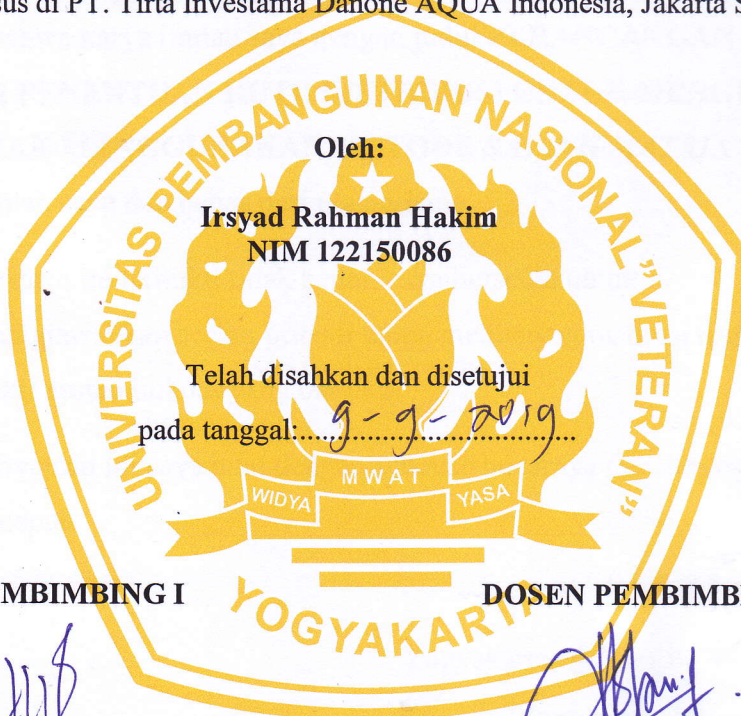 sus di PT. Tirta Investama Danone AQUA Indonesia, Jakarta S
UNIVERSITAS PEMBANGUNAN NASIONAL "VETERAN"
Oleh:
Irsyad Rahman Hakim
NIM 122150086
Telah disahkan dan disetujui
pada tanggal:....9-9-2019....
WIDYA MWAT YASA
MBIMBING I
DOSEN PEMBIMB
YOGYAKARTA